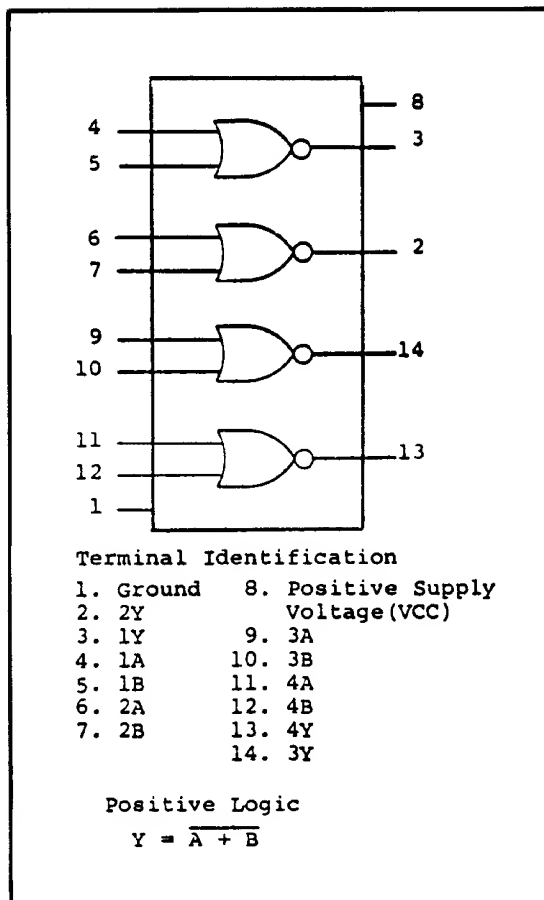 8
4
3
5
6
2
7
9
14
10
11
13
12
1
Terminal Identification
1. Ground
2. 2Y
3. 1Y
4. 1A
5. 1B
6. 2A
7. 2B
8. Positive Supply
Voltage(VCC)
9. 3A
10. 3B
11. 4A
12. 4B
13. 4Y
14. 3Y
Positive Logic
Y = \overline{A + B}